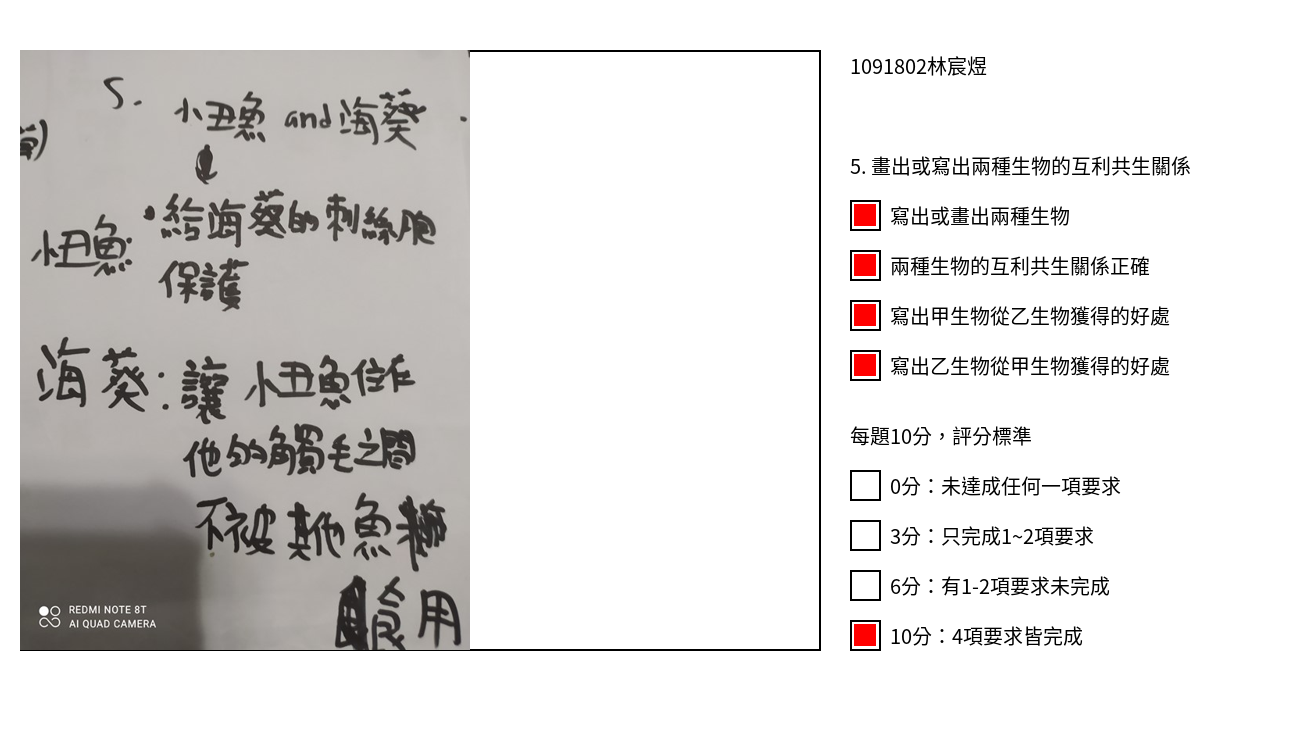 5.
小丑魚 and 海葵
小丑魚
・給海葵的刺絲胞
保護
海葵：讓小丑魚住在
他的觸毛之間
不被其他魚種
食用
REDMI NOTE 8T
AI QUAD CAMERA
1091802林宸煜
5. 畫出或寫出兩種生物的互利共生關係
寫出或畫出兩種生物
兩種生物的互利共生關係正確
寫出甲生物從乙生物獲得的好處
寫出乙生物從甲生物獲得的好處
每題10分，評分標準
0分：未達成任何一項要求
3分：只完成1~2項要求
6分：有1-2項要求未完成
10分：4項要求皆完成